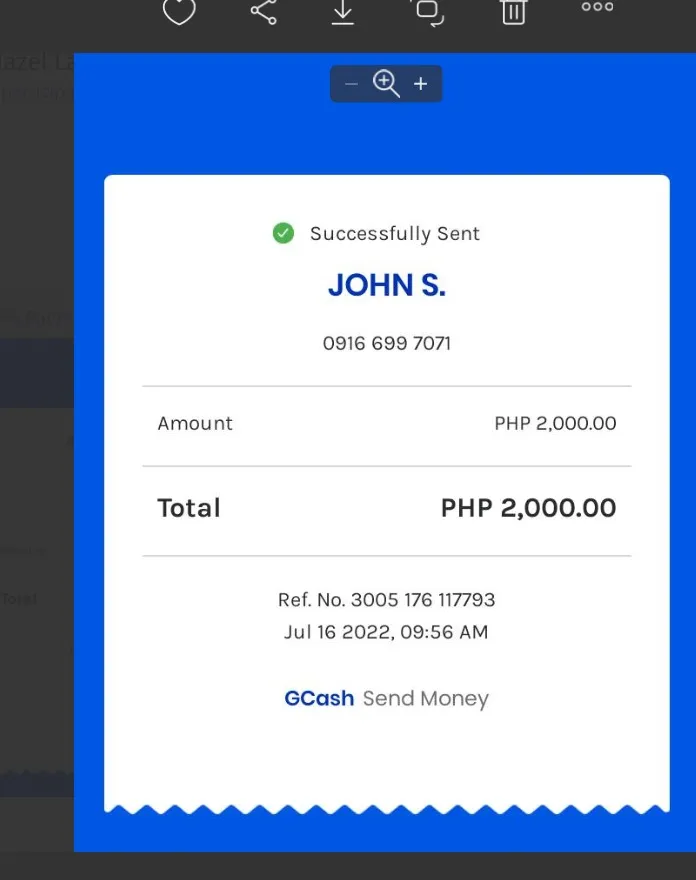 Successfully Sent
JOHN S.
0916 699 7071
Amount PHP 2,000.00
Total PHP 2,000.00
Ref. No. 3005 176 117793
Jul 16 2022, 09:56 AM
GCash Send Money